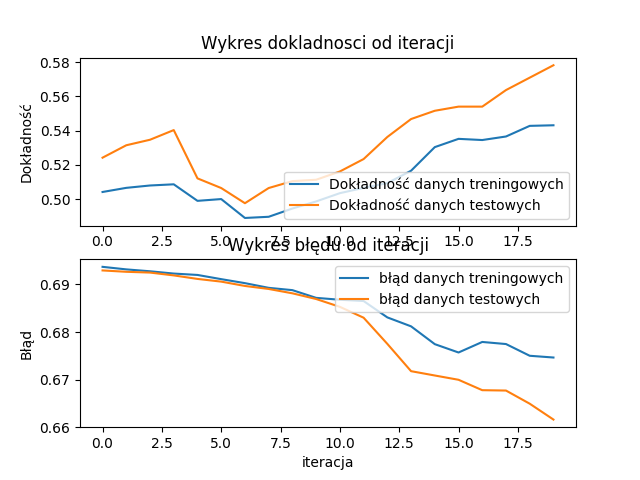 Wykres dokladnosci od iteracji
Dokładność
0.58
0.56
0.54
0.52
0.50
Dokładność danych treningowych
Dokładność danych testowych
0.0 2.5 5.0 7.5 10.0 12.5 15.0 17.5
Wykres błędu od iteracji
Błąd
0.69
0.68
0.67
0.66
błąd danych treningowych
błąd danych testowych
0.0 2.5 5.0 7.5 10.0 12.5 15.0 17.5
iteracja